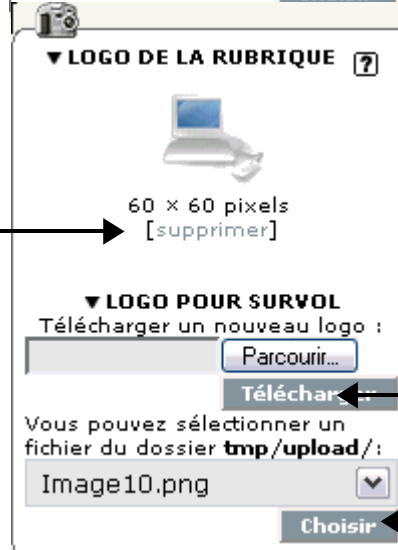 ▼ LOGO DE LA RUBRIQUE ?
60 × 60 pixels
[supprimer]
▼ LOGO POUR SURVOL
Télécharger un nouveau logo :
Parcourir...
Télécharger
Vous pouvez sélectionner un
fichier du dossier tmp/upload/:
Image10.png
Choisir